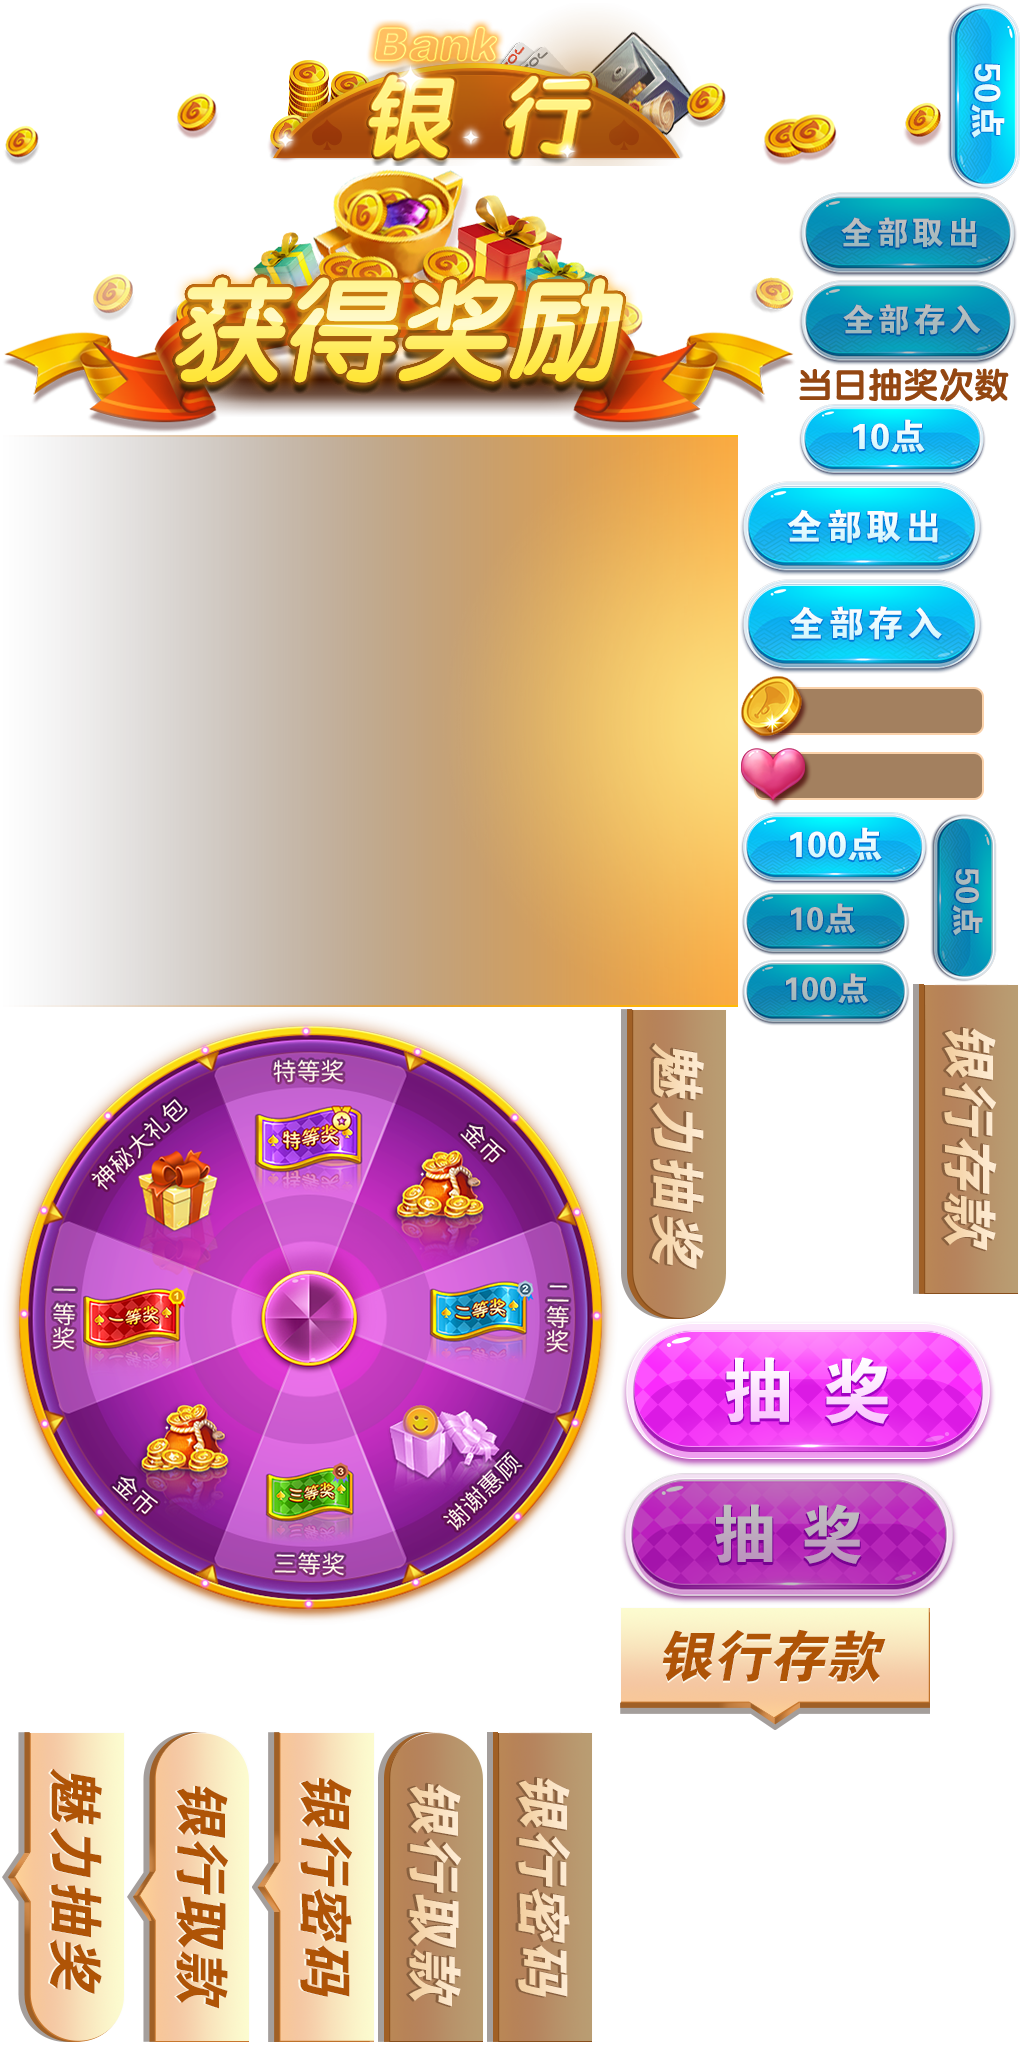 Bank
银行
50点
全部取出
获得奖励
全部存入
当日抽奖次数
10点
全部取出
全部存入
100点
50点
10点
100点
魅力抽奖
银行存款
特等奖
特等奖
神秘大礼包
金币
一等奖
一等奖
1
二等奖
2
二等奖
金币
三等奖
3
谢谢惠顾
三等奖
抽奖
抽奖
银行存款
魅力抽奖
银行取款
银行密码
银行取款
银行密码